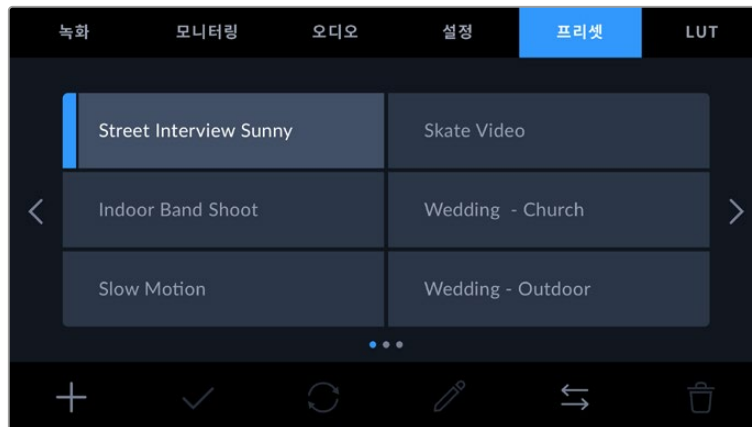 녹화 모니터링 오디오 설정 프리셋 LUT
Street Interview Sunny Skate Video
Indoor Band Shoot Wedding - Church
Slow Motion Wedding - Outdoor